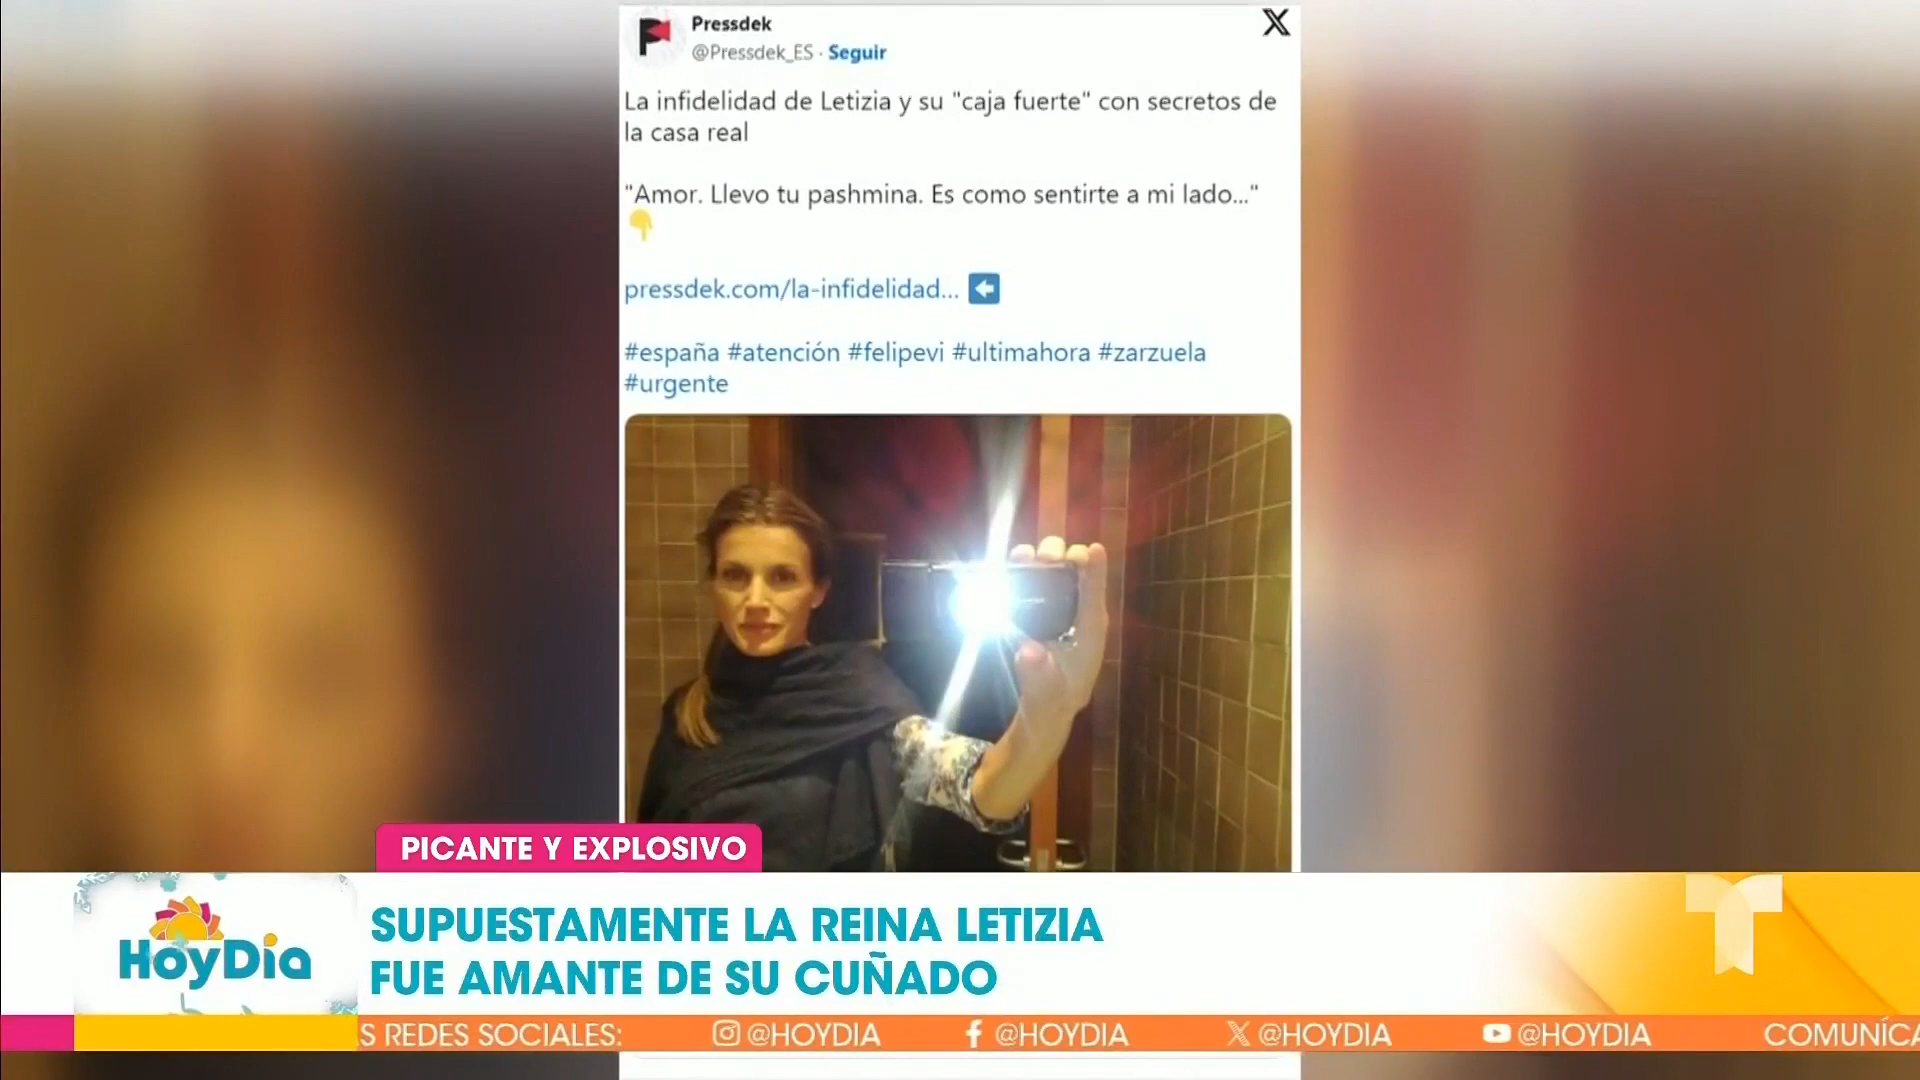 Pressdek
@Pressdek_ES · Seguir
La infidelidad de Letizia y su "caja fuerte" con secretos de
la casa real
"Amor. Llevo tu pashmina. Es como sentirte a mi lado..."
pressdek.com/la-infidelidad...
#españa #atención #felipevi #ultimahora #zarzuela
#urgente
PICANTE Y EXPLOSIVO
HoyDía
SUPUESTAMENTE LA REINA LETIZIA
FUE AMANTE DE SU CUÑADO
S REDES SOCIALES: @HOYDIA @HOYDIA @HOYDIA @HOYDIA COMUNÍCA